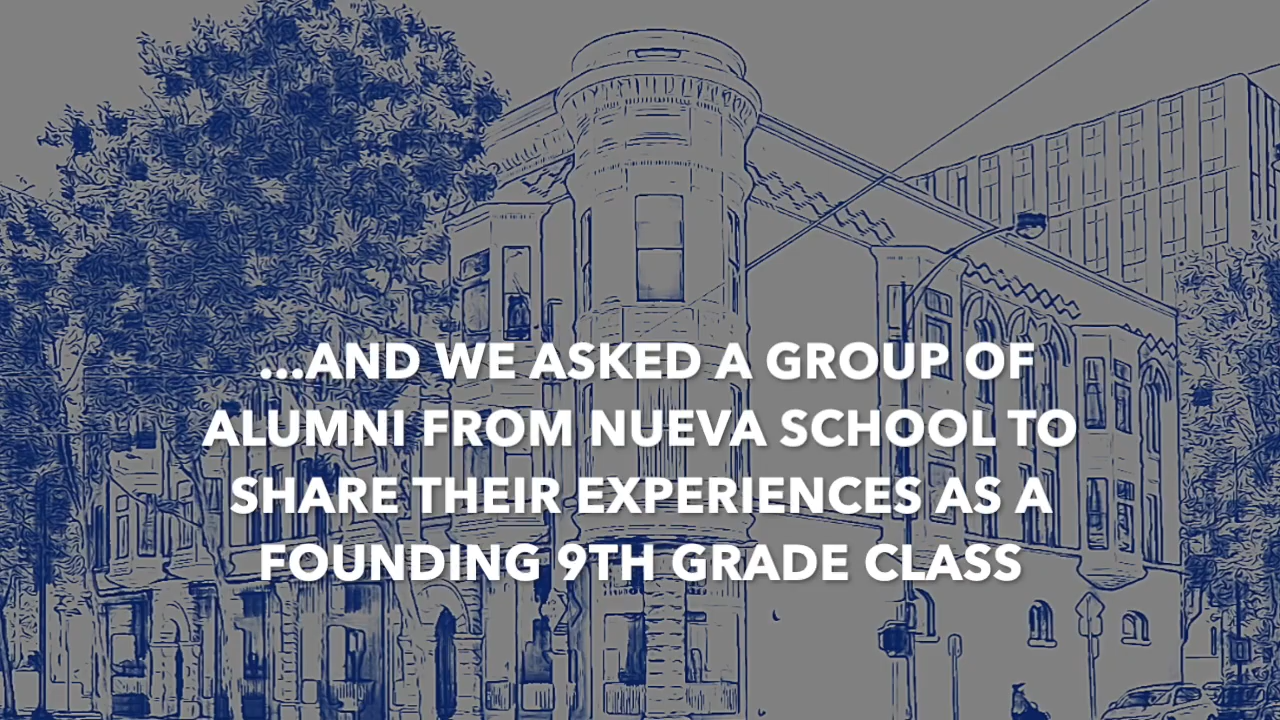 ...AND WE ASKED A GROUP OF
ALUMNI FROM NUEVA SCHOOL TO
SHARE THEIR EXPERIENCES AS A
FOUNDING 9TH GRADE CLASS